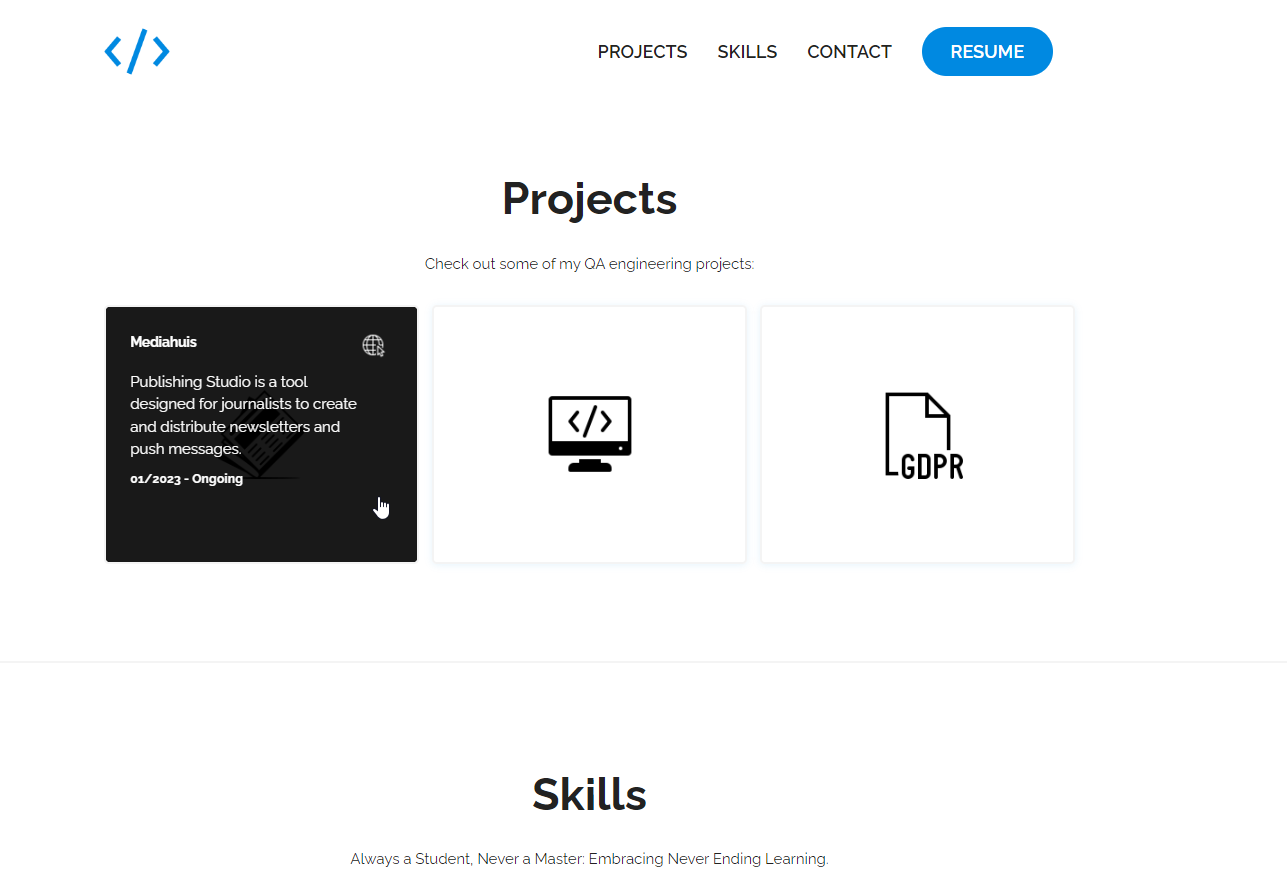 </>
PROJECTS SKILLS CONTACT RESUME
Projects
Check out some of my QA engineering projects:
Mediahuis
Publishing Studio is a tool
designed for journalists to create
and distribute newsletters and
push messages.
01/2023 - Ongoing
</>
GDPR
Skills
Always a Student, Never a Master: Embracing Never Ending Learning.